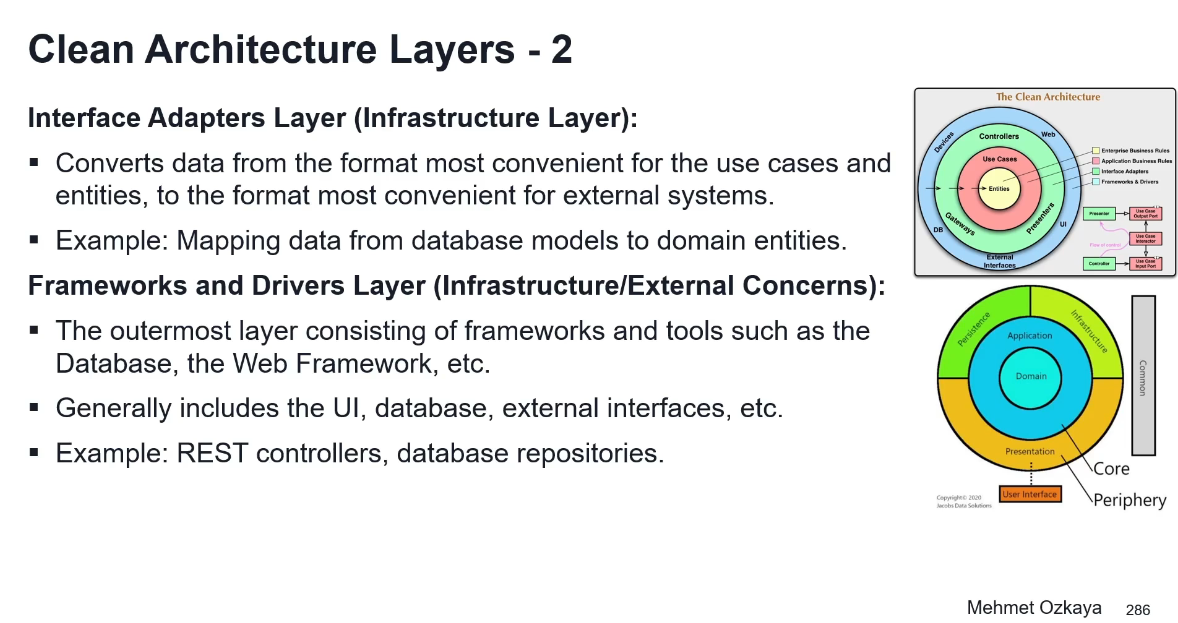 Clean Architecture Layers - 2
Interface Adapters Layer (Infrastructure Layer):
▪ Converts data from the format most convenient for the use cases and
entities, to the format most convenient for external systems.
▪ Example: Mapping data from database models to domain entities.
Frameworks and Drivers Layer (Infrastructure/External Concerns):
▪ The outermost layer consisting of frameworks and tools such as the
Database, the Web Framework, etc.
▪ Generally includes the UI, database, external interfaces, etc.
▪ Example: REST controllers, database repositories.
The Clean Architecture
Devices
Controllers
Web
Use Cases
Entities
Gateways
Presenters
DB
UI
External
Interfaces
Enterprise Business Rules
Application Business Rules
Interface Adapters
Frameworks & Drivers
Presenter
Use Case
Output Port
Use Case
Interactor
Flow of control
Controller
Use Case
Input Port
Persistence
Infrastructure
Application
Domain
Presentation
Common
Core
Periphery
User Interface
Copyright© 2020
Jacobs Data Solutions
Mehmet Ozkaya
286